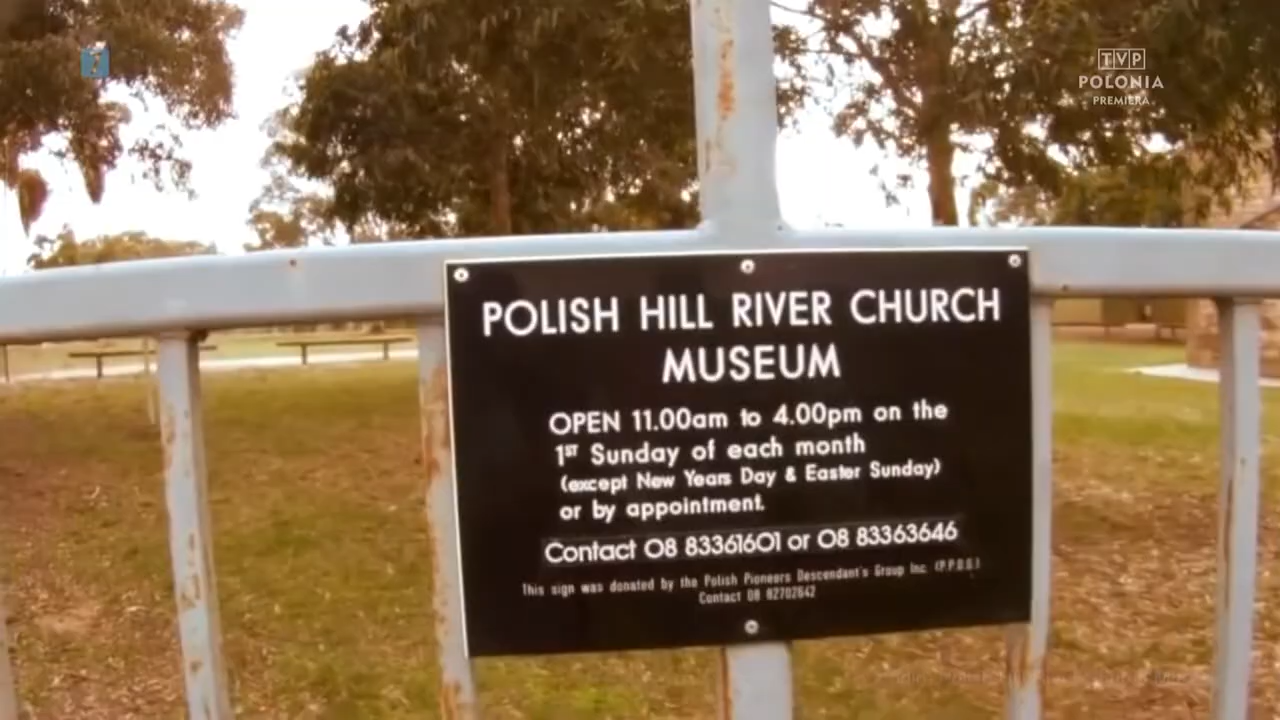 TVP
POLONIA
PREMIERA
POLISH HILL RIVER CHURCH
MUSEUM
OPEN 11.00am to 4.00pm on the
1ST Sunday of each month
(except New Years Day & Easter Sunday)
or by appointment.
Contact 08 83361601 or 08 83363646
This sign was donated by the Polish Pioneers Descendant's Group Inc. (P.P.D.G.)
Contact 08 82702642